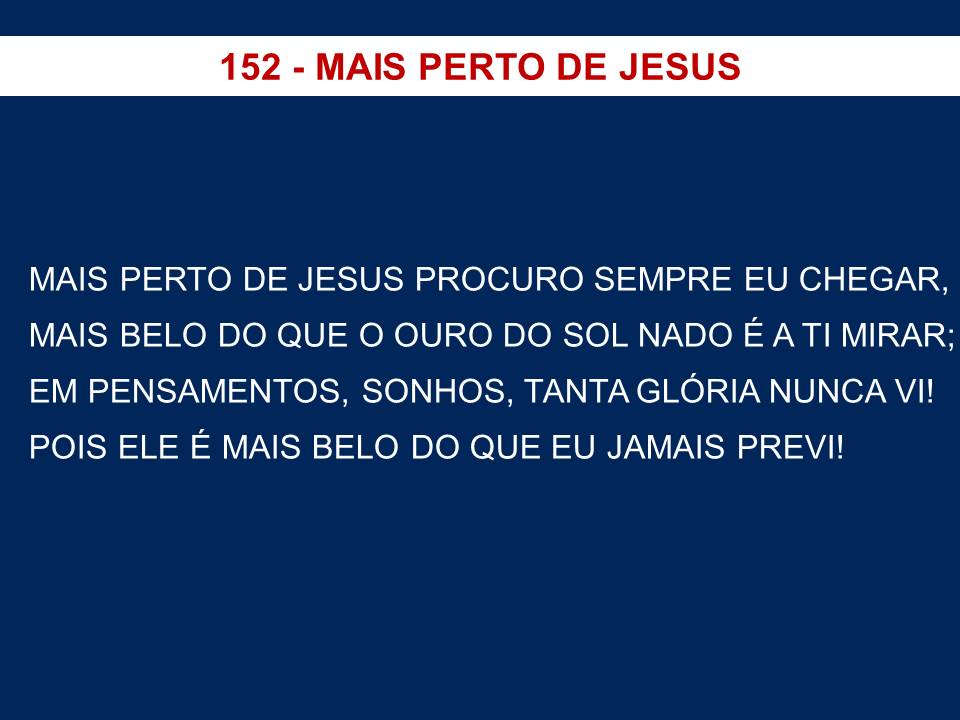 152 - MAIS PERTO DE JESUS
MAIS PERTO DE JESUS PROCURO SEMPRE EU CHEGAR,
MAIS BELO DO QUE O OURO DO SOL NADO É A TI MIRAR;
EM PENSAMENTOS, SONHOS, TANTA GLÓRIA NUNCA VI!
POIS ELE É MAIS BELO DO QUE EU JAMAIS PREVI!